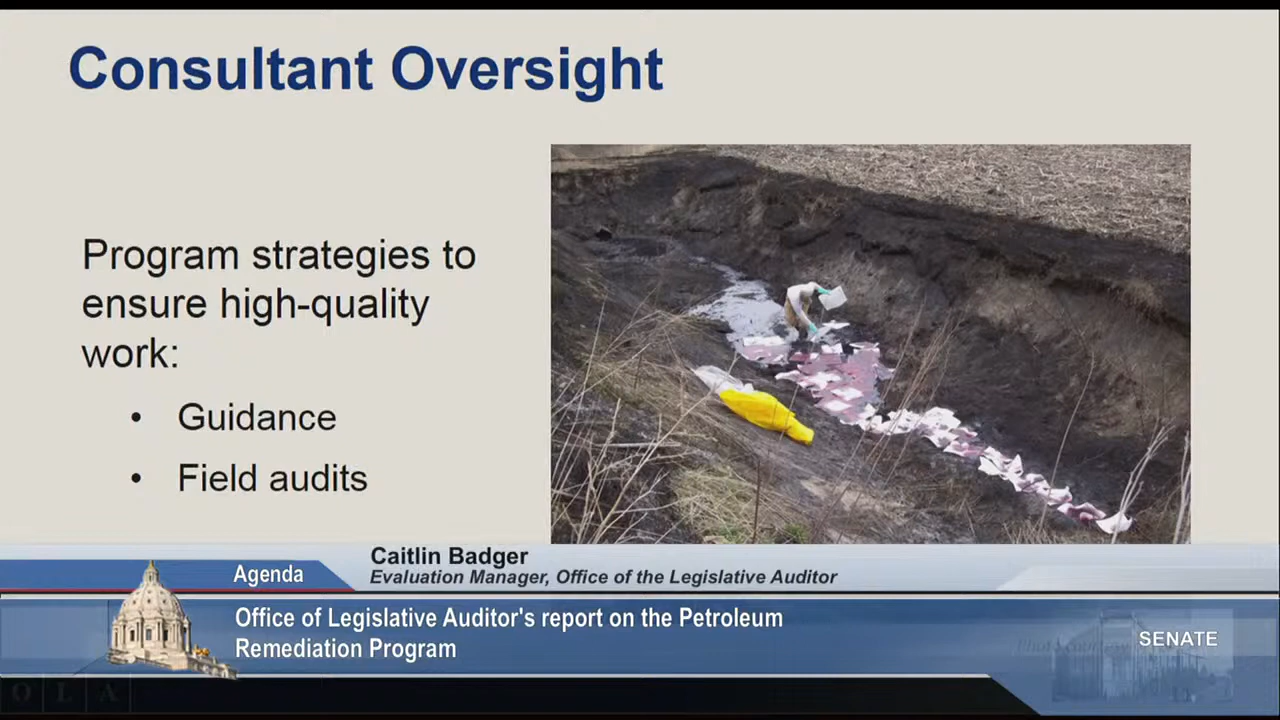 Consultant Oversight
Program strategies to
ensure high-quality
work:
• Guidance
• Field audits
Caitlin Badger
Evaluation Manager, Office of the Legislative Auditor
Agenda
Office of Legislative Auditor's report on the Petroleum
Remediation Program
SENATE
O L A